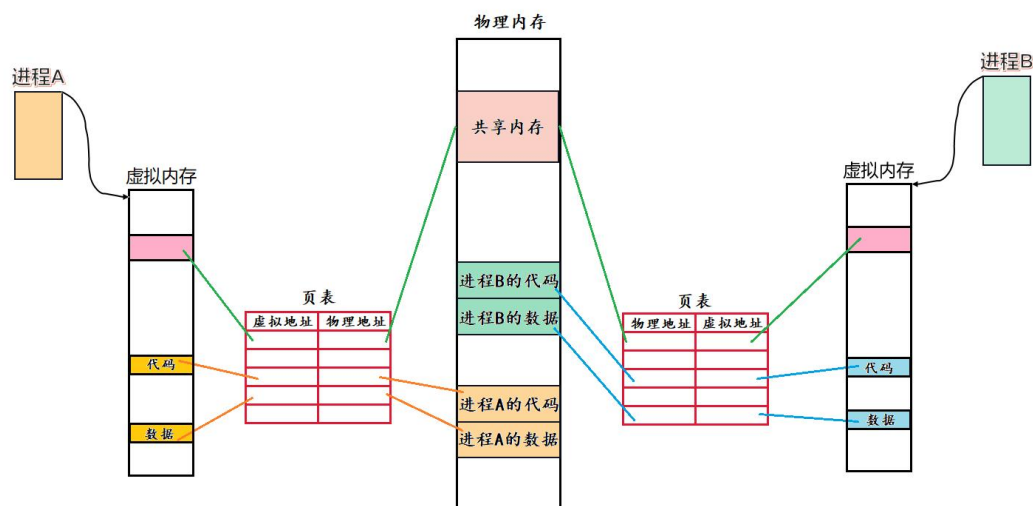 物理内存
进程A
进程B
共享内存
虚拟内存
虚拟内存
进程B的代码
进程B的数据
页表
虚拟地址 物理地址
页表
物理地址 虚拟地址
代码
数据
进程A的代码
进程A的数据
代码
数据